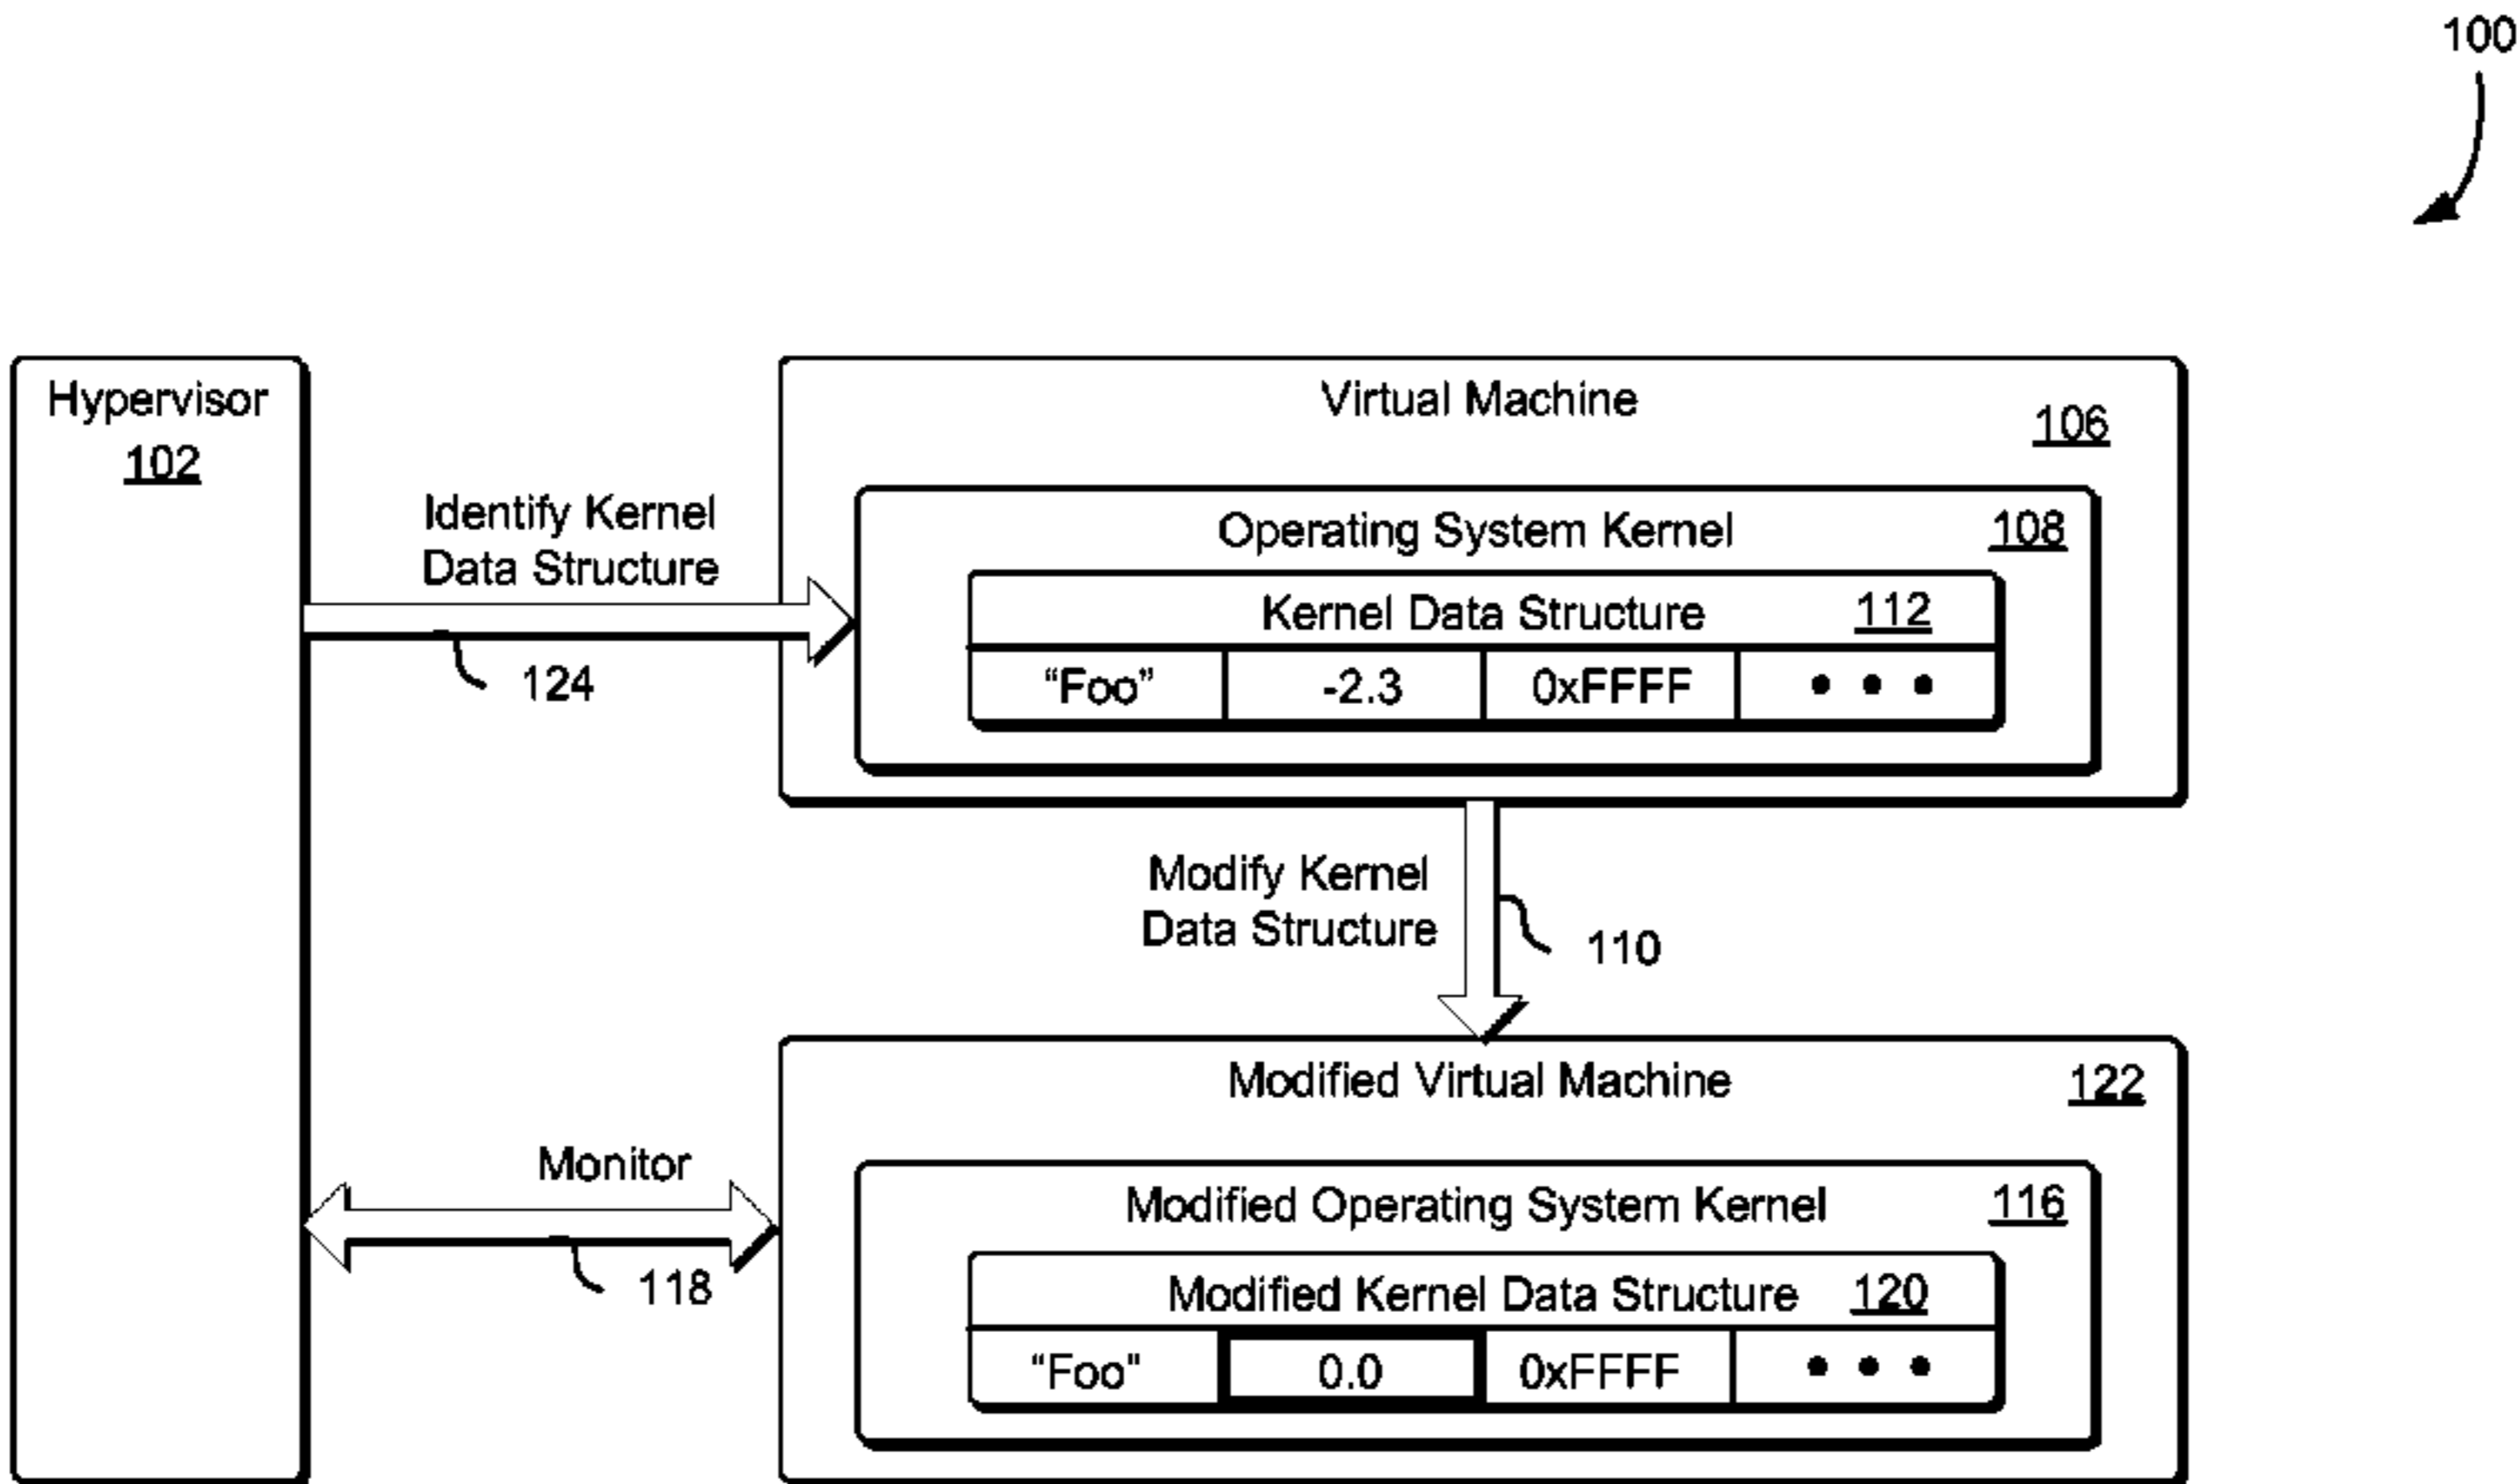 100
Hypervisor
102
Identify Kernel
Data Structure
124
Virtual Machine
106
Operating System Kernel
108
Kernel Data Structure 112
“Foo” -2.3 0xFFFF • • •
Modify Kernel
Data Structure
110
Modified Virtual Machine
122
Monitor
118
Modified Operating System Kernel
116
Modified Kernel Data Structure 120
“Foo" 0.0 0xFFFF • • •